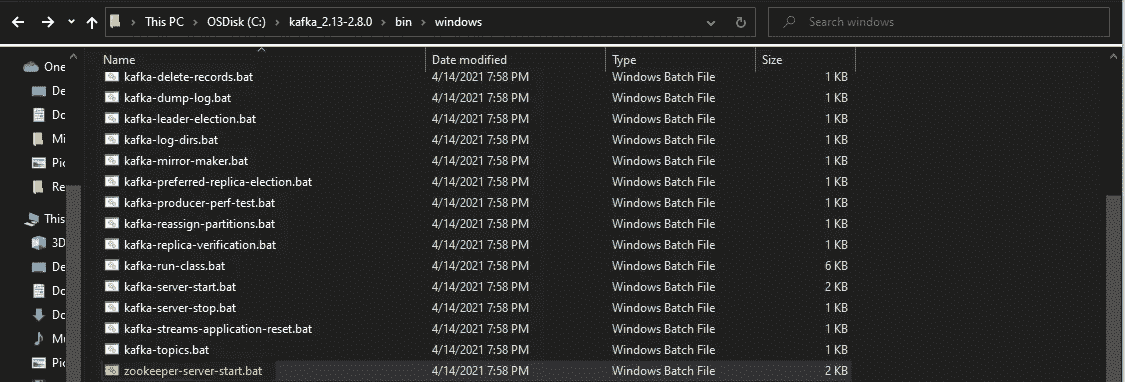 This PC > OSDisk (C:) > kafka_2.13-2.8.0 > bin > windows
Search windows
Name Date modified Type Size
One
kafka-delete-records.bat 4/14/2021 7:58 PM Windows Batch File 1 KB
De
kafka-dump-log.bat 4/14/2021 7:58 PM Windows Batch File 1 KB
Dc
kafka-leader-election.bat 4/14/2021 7:58 PM Windows Batch File 1 KB
Mi
kafka-log-dirs.bat 4/14/2021 7:58 PM Windows Batch File 1 KB
Pic
kafka-mirror-maker.bat 4/14/2021 7:58 PM Windows Batch File 1 KB
Re
kafka-preferred-replica-election.bat 4/14/2021 7:58 PM Windows Batch File 1 KB
kafka-producer-perf-test.bat 4/14/2021 7:58 PM Windows Batch File 1 KB
This
kafka-reassign-partitions.bat 4/14/2021 7:58 PM Windows Batch File 1 KB
3D
kafka-replica-verification.bat 4/14/2021 7:58 PM Windows Batch File 1 KB
De
kafka-run-class.bat 4/14/2021 7:58 PM Windows Batch File 6 KB
Dc
kafka-server-start.bat 4/14/2021 7:58 PM Windows Batch File 2 KB
Dc
kafka-server-stop.bat 4/14/2021 7:58 PM Windows Batch File 1 KB
Mu
kafka-streams-application-reset.bat 4/14/2021 7:58 PM Windows Batch File 1 KB
Pic
kafka-topics.bat 4/14/2021 7:58 PM Windows Batch File 1 KB
zookeeper-server-start.bat 4/14/2021 7:58 PM Windows Batch File 2 KB